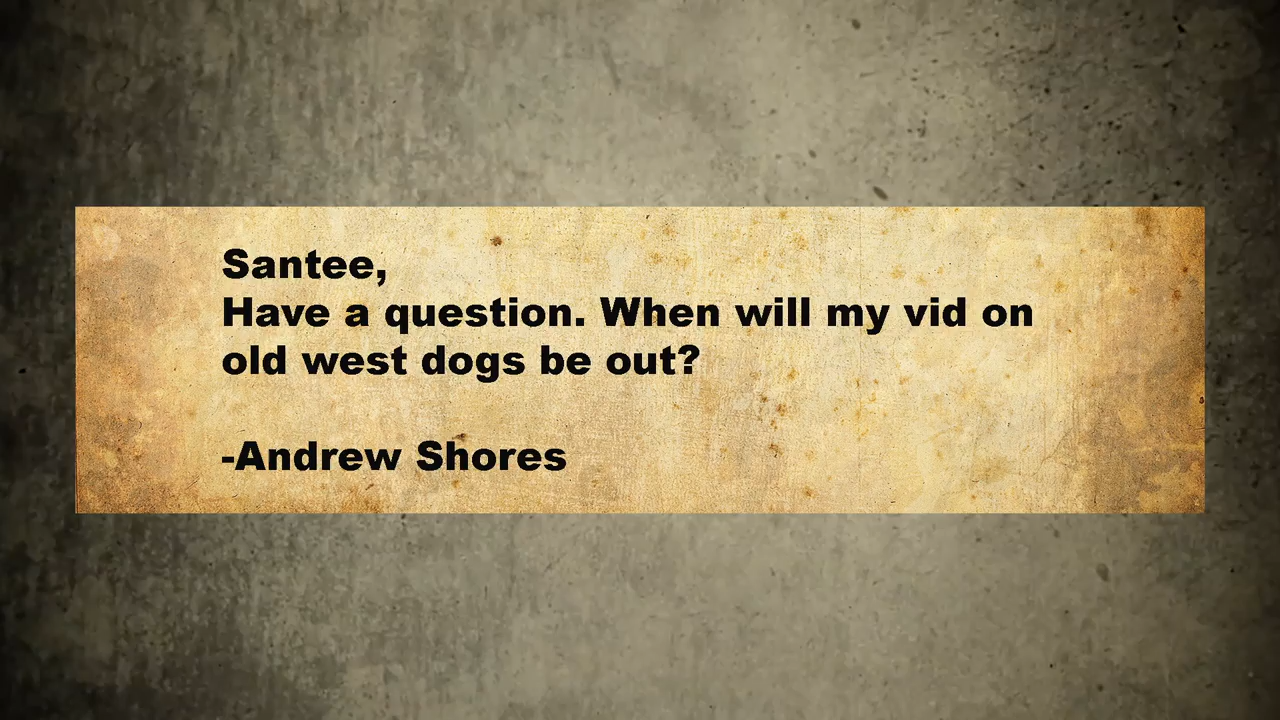 Santee,
Have a question. When will my vid on
old west dogs be out?
-Andrew Shores